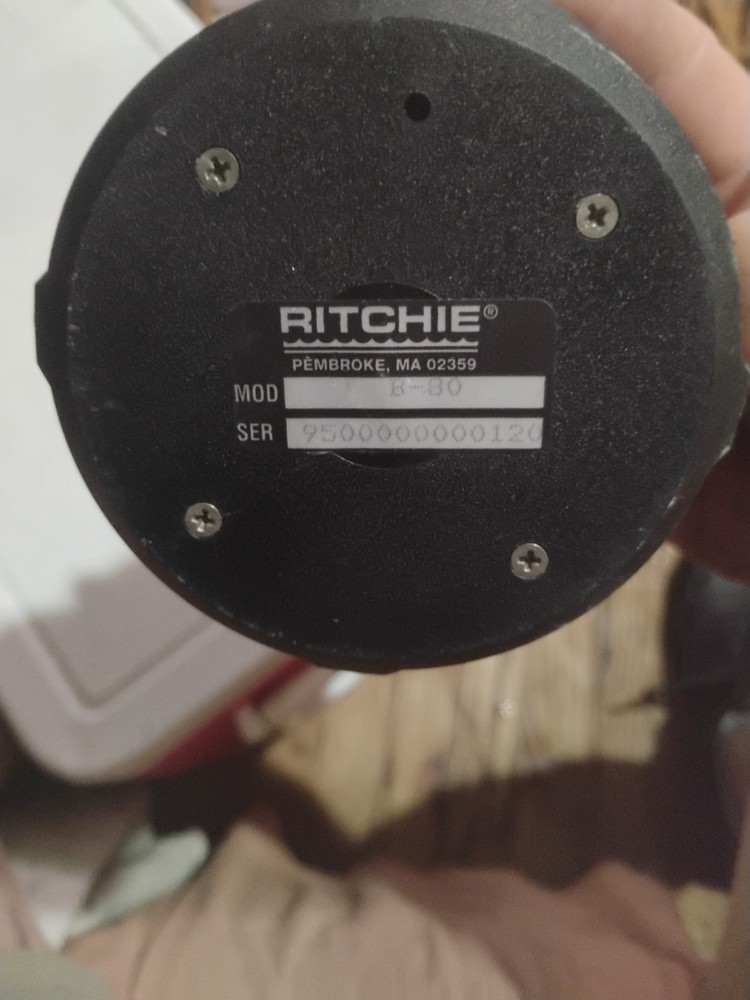 RITCHIE®
PEMBROKE, MA 02359
MOD B-80
SER 9500000000120